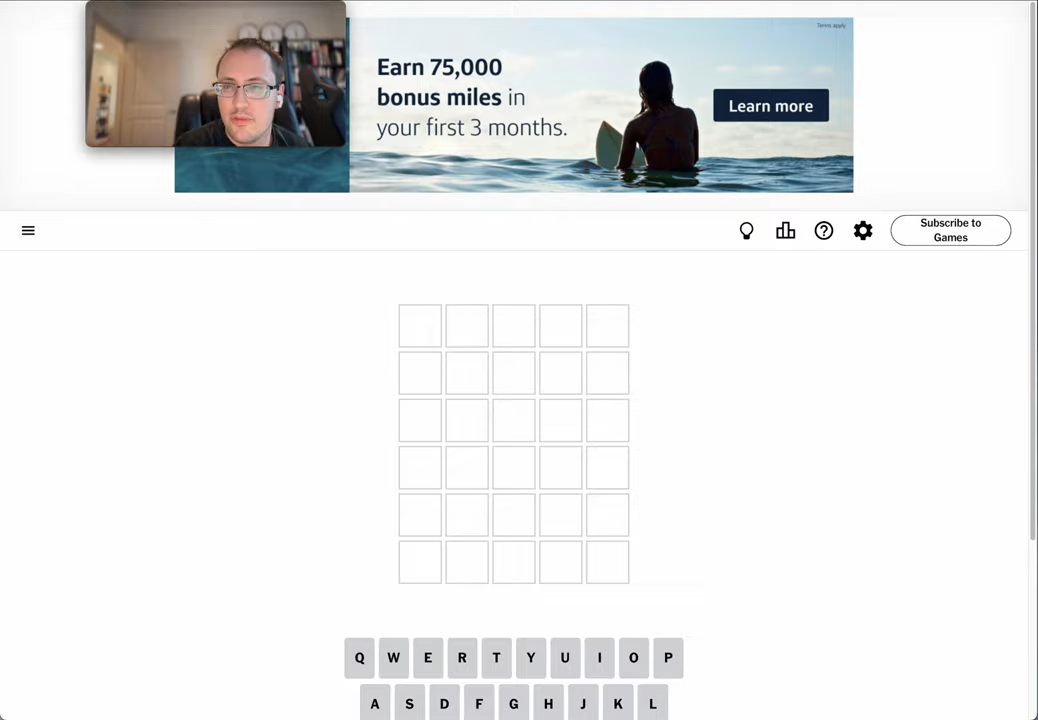 Terms apply
Earn 75,000
bonus miles in
your first 3 months.
Learn more
Subscribe to
Games
Q W E R T Y U I O P
A S D F G H J K L